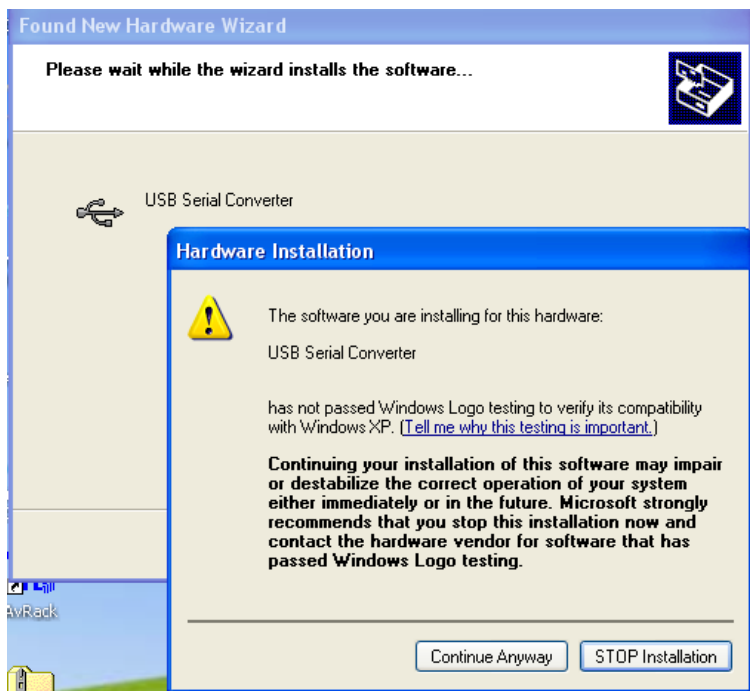 Found New Hardware Wizard
Please wait while the wizard installs the software...
USB Serial Converter
Hardware Installation
The software you are installing for this hardware:
USB Serial Converter
has not passed Windows Logo testing to verify its compatibility
with Windows XP. (Tell me why this testing is important.)
Continuing your installation of this software may impair
or destabilize the correct operation of your system
either immediately or in the future. Microsoft strongly
recommends that you stop this installation now and
contact the hardware vendor for software that has
passed Windows Logo testing.
AvRack
Continue Anyway
STOP Installation